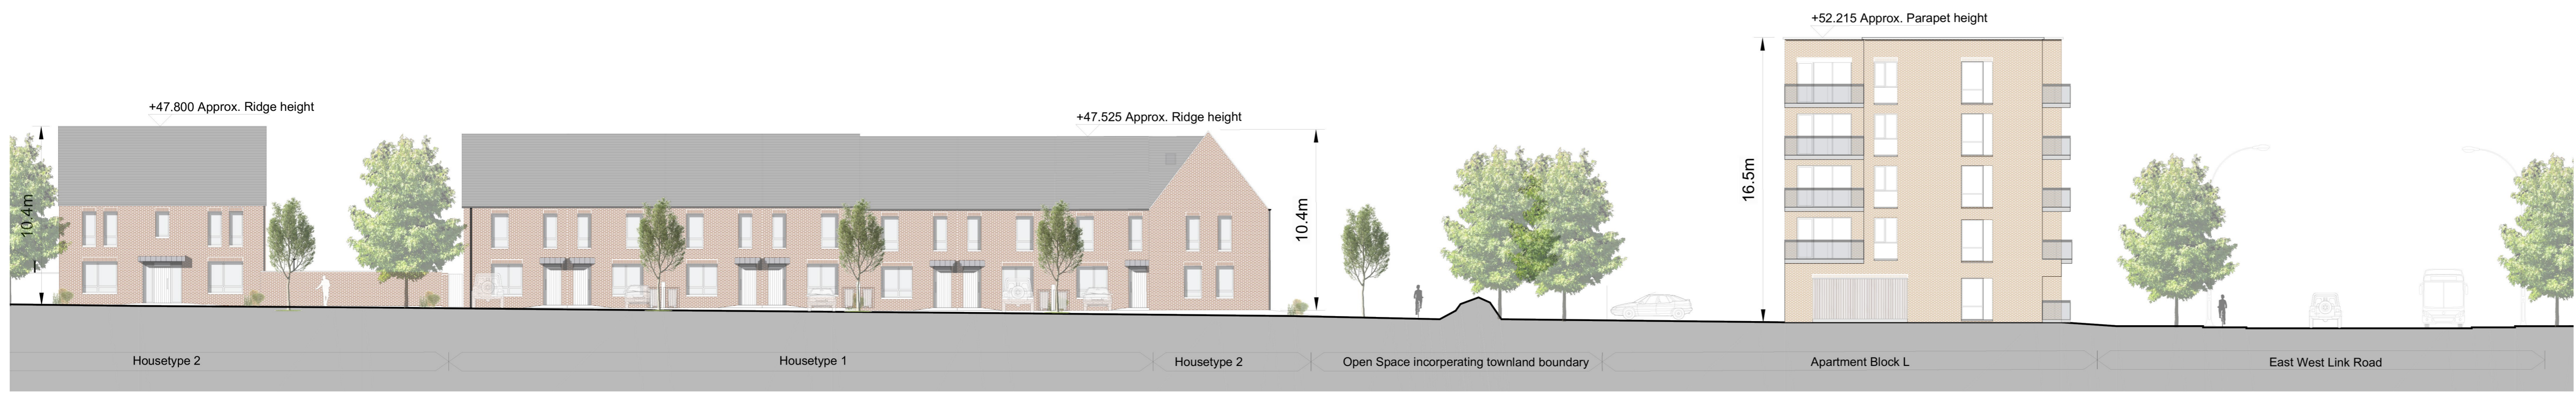 +52.215 Approx. Parapet height
+47.800 Approx. Ridge height
+47.525 Approx. Ridge height
10.4m
10.4m
16.5m
Housetype 2
Housetype 1
Housetype 2
Open Space incorperating townland boundary
Apartment Block L
East West Link Road